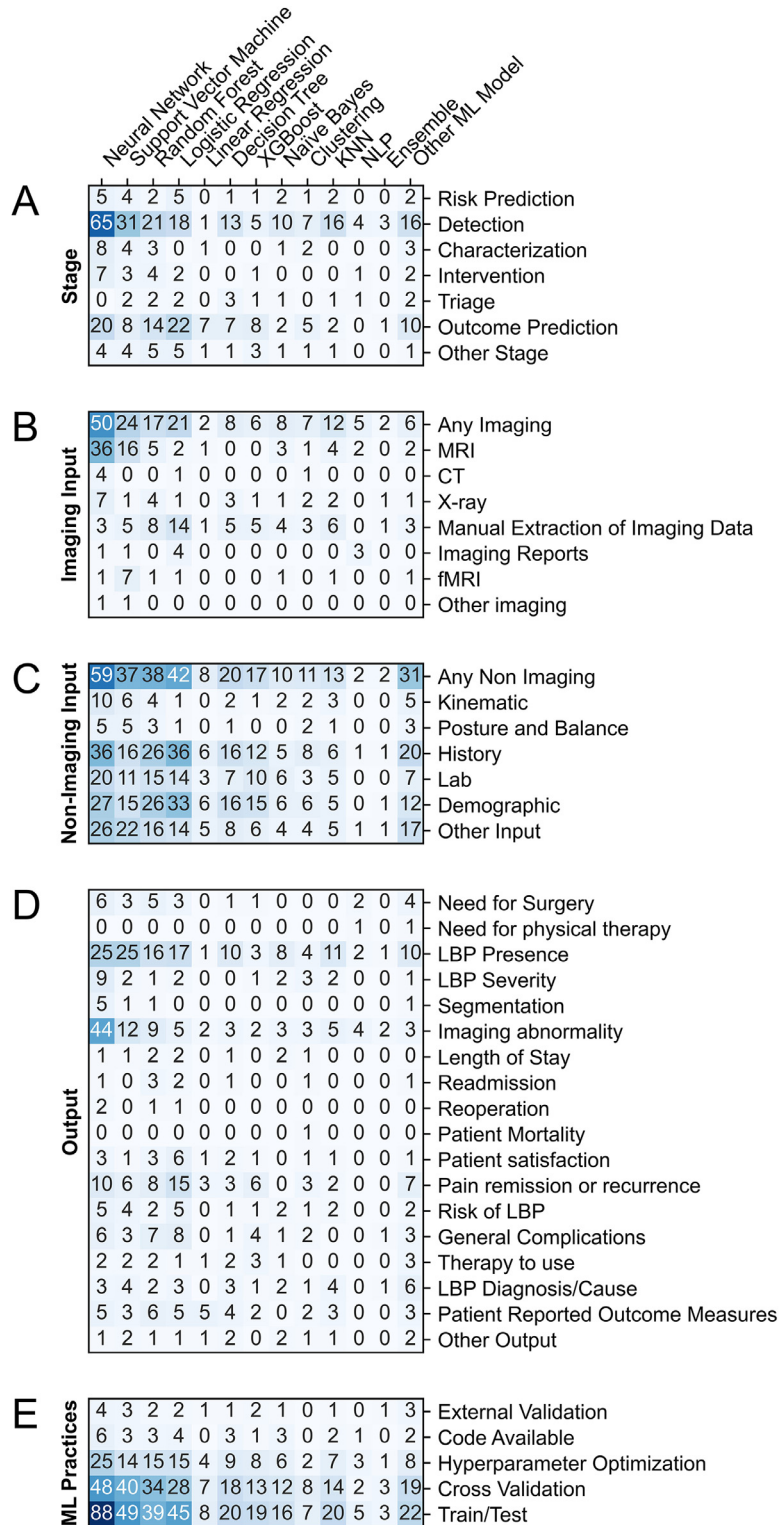 Neural Network
Support Vector Machine
Random Forest
Logistic Regression
Linear Regression
Decision Tree
XGBoost
Naïve Bayes
Clustering
KNN
NLP
Ensemble
Other ML Model
A
Stage
5 4 2 5 0 1 1 2 1 2 0 0 2 Risk Prediction
65 31 21 18 1 13 5 10 7 16 4 3 16 Detection
8 4 3 0 1 0 0 1 2 0 0 0 3 Characterization
7 3 4 2 0 0 1 0 0 0 1 0 2 Intervention
0 2 2 2 0 3 1 1 0 1 1 0 2 Triage
20 8 14 22 7 7 8 2 5 2 0 1 10 Outcome Prediction
4 4 5 5 1 1 3 1 1 1 0 0 1 Other Stage
B
Imaging Input
50 24 17 21 2 8 6 8 7 12 5 2 6 Any Imaging
36 16 5 2 1 0 0 3 1 4 2 0 2 MRI
4 0 0 1 0 0 0 0 1 0 0 0 0 CT
7 1 4 1 0 3 1 1 2 2 0 1 1 X-ray
3 5 8 14 1 5 5 4 3 6 0 1 3 Manual Extraction of Imaging Data
1 1 0 4 0 0 0 0 0 0 3 0 0 Imaging Reports
1 7 1 1 0 0 0 1 0 1 0 0 1 fMRI
1 1 0 0 0 0 0 0 0 0 0 0 0 Other imaging
C
Non-Imaging Input
59 37 38 42 8 20 17 10 11 13 2 2 31 Any Non Imaging
10 6 4 1 0 2 1 2 2 3 0 0 5 Kinematic
5 5 3 1 0 1 0 0 2 1 0 0 3 Posture and Balance
36 16 26 36 6 16 12 5 8 6 1 1 20 History
20 11 15 14 3 7 10 6 3 5 0 0 7 Lab
27 15 26 33 6 16 15 6 6 5 0 1 12 Demographic
26 22 16 14 5 8 6 4 4 5 1 1 17 Other Input
D
Output
6 3 5 3 0 1 1 0 0 0 2 0 4 Need for Surgery
0 0 0 0 0 0 0 0 0 0 1 0 1 Need for physical therapy
25 25 16 17 1 10 3 8 4 11 2 1 10 LBP Presence
9 2 1 2 0 0 1 2 3 2 0 0 1 LBP Severity
5 1 1 0 0 0 0 0 0 0 0 0 1 Segmentation
44 12 9 5 2 3 2 3 3 5 4 2 3 Imaging abnormality
1 1 2 2 0 1 0 2 1 0 0 0 0 Length of Stay
1 0 3 2 0 1 0 0 1 0 0 0 1 Readmission
2 0 1 1 0 0 0 0 0 0 0 0 0 Reoperation
0 0 0 0 0 0 0 0 1 0 0 0 0 Patient Mortality
3 1 3 6 1 2 1 0 1 1 0 0 1 Patient satisfaction
10 6 8 15 3 3 6 0 3 2 0 0 7 Pain remission or recurrence
5 4 2 5 0 1 1 2 1 2 0 0 2 Risk of LBP
6 3 7 8 0 1 4 1 2 0 0 1 3 General Complications
2 2 2 1 1 2 3 1 0 0 0 0 3 Therapy to use
3 4 2 3 0 3 1 2 1 4 0 1 6 LBP Diagnosis/Cause
5 3 6 5 5 4 2 0 2 3 0 0 3 Patient Reported Outcome Measures
1 2 1 1 1 2 0 2 1 1 0 0 2 Other Output
E
ML Practices
4 3 2 2 1 1 2 1 0 1 0 1 3 External Validation
6 3 3 4 0 3 1 3 0 2 1 0 2 Code Available
25 14 15 15 4 9 8 6 2 7 3 1 8 Hyperparameter Optimization
48 40 34 28 7 18 13 12 8 14 2 3 19 Cross Validation
88 49 39 45 8 20 19 16 7 20 5 3 22 Train/Test